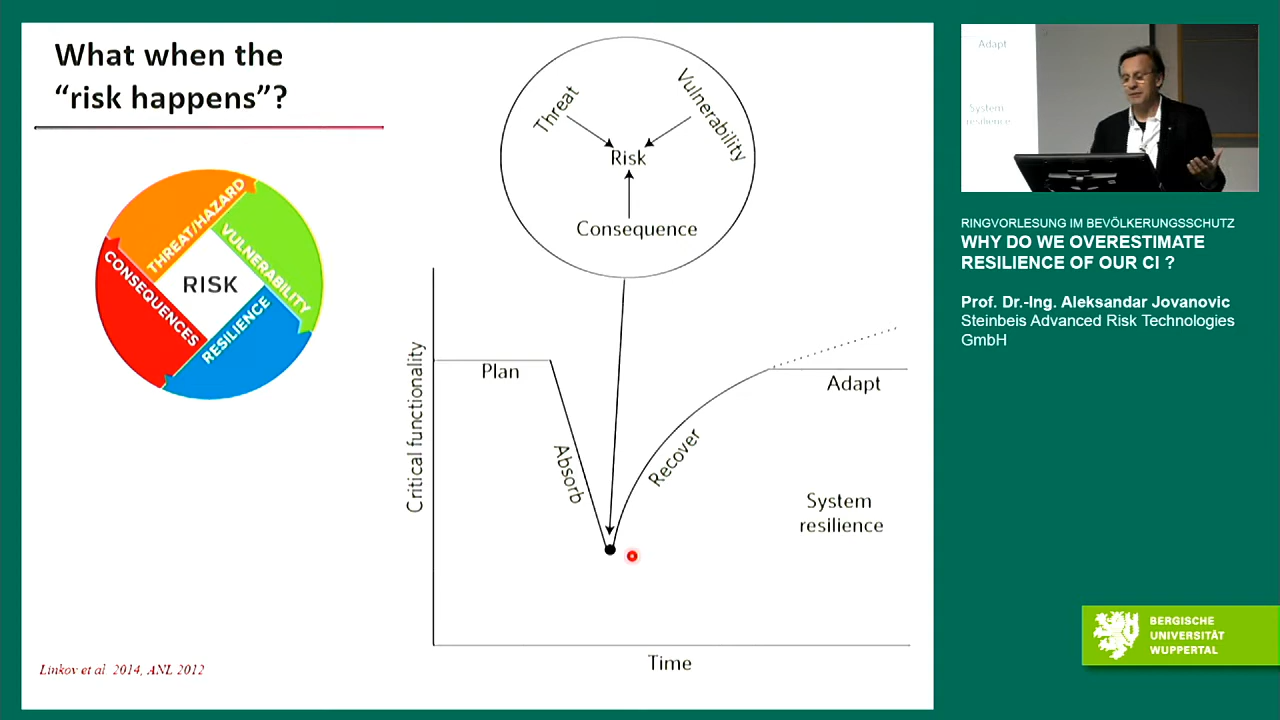 What when the
“risk happens”?
THREAT/HAZARD
VULNERABILITY
CONSEQUENCES
RISK
RESILIENCE
Threat
Vulnerability
Risk
Consequence
Critical functionality
Plan
Absorb
Recover
Adapt
System
resilience
Time
Linkov et al 2014, ANL 2012
Adapt
System
resilience
RINGVORLESUNG IM BEVÖLKERUNGSSCHUTZ
WHY DO WE OVERESTIMATE
RESILIENCE OF OUR CI ?
Prof. Dr.-Ing. Aleksandar Jovanovic
Steinbeis Advanced Risk Technologies
GmbH
BERGISCHE
UNIVERSITÄT
WUPPERTAL